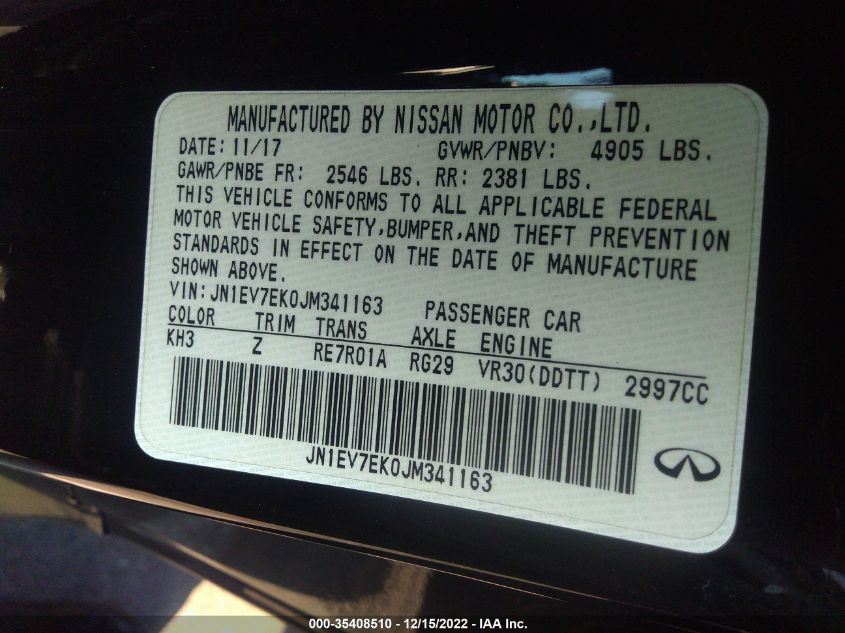 MANUFACTURED BY NISSAN MOTOR CO.,LTD.
DATE: 11/17 GVWR/PNBV: 4905 LBS.
GAWR/PNBE FR: 2546 LBS. RR: 2381 LBS.
THIS VEHICLE CONFORMS TO ALL APPLICABLE FEDERAL
MOTOR VEHICLE SAFETY,BUMPER,AND THEFT PREVENTION
STANDARDS IN EFFECT ON THE DATE OF MANUFACTURE
SHOWN ABOVE.
VIN:JN1EV7EK0JM341163 PASSENGER CAR
COLOR TRIM TRANS AXLE ENGINE
KH3 Z RE7R01A RG29 VR30(DDTT) 2997CC
JN1EV7EK0JM341163
000-35408510 - 12/15/2022 - IAA Inc.